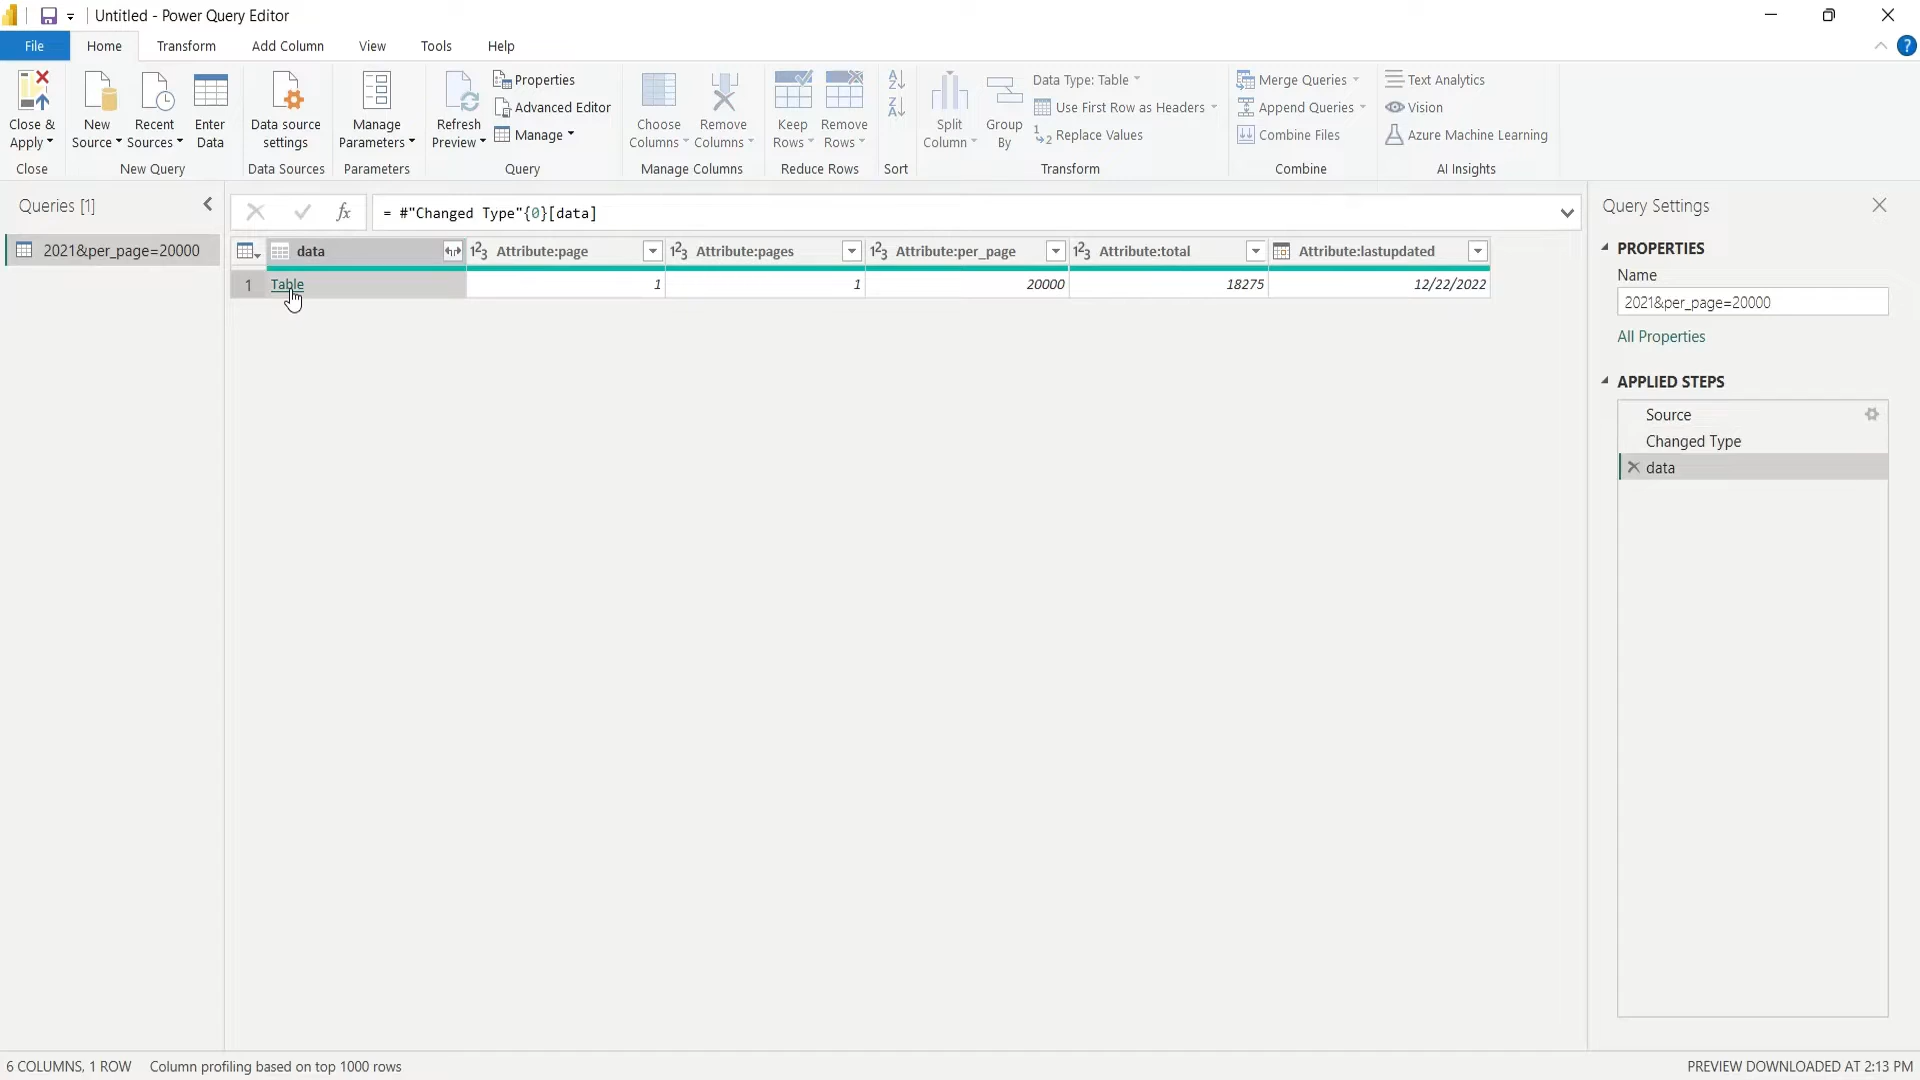 Untitled - Power Query Editor
File
Home
Transform
Add Column
View
Tools
Help
?
Close &
Apply
Close
New
Source
Recent
Sources
Enter
Data
New Query
Data source
settings
Data Sources
Manage
Parameters
Parameters
Refresh
Preview
Properties
Advanced Editor
Manage
Query
Choose
Columns
Remove
Columns
Manage Columns
Keep
Rows
Remove
Rows
Reduce Rows
Sort
Split
Column
Group
By
Data Type: Table
Use First Row as Headers
Replace Values
Transform
Merge Queries
Append Queries
Combine Files
Combine
Text Analytics
Vision
Azure Machine Learning
AI Insights
Queries [1]
2021&per_page=20000
fx
= #"Changed Type"{0}[data]
data
Attribute:page
Attribute:pages
Attribute:per_page
Attribute:total
Attribute:lastupdated
1 Table 1 1 20000 18275 12/22/2022
Query Settings
PROPERTIES
Name
2021&per_page=20000
All Properties
APPLIED STEPS
Source
Changed Type
data
6 COLUMNS, 1 ROW
Column profiling based on top 1000 rows
PREVIEW DOWNLOADED AT 2:13 PM